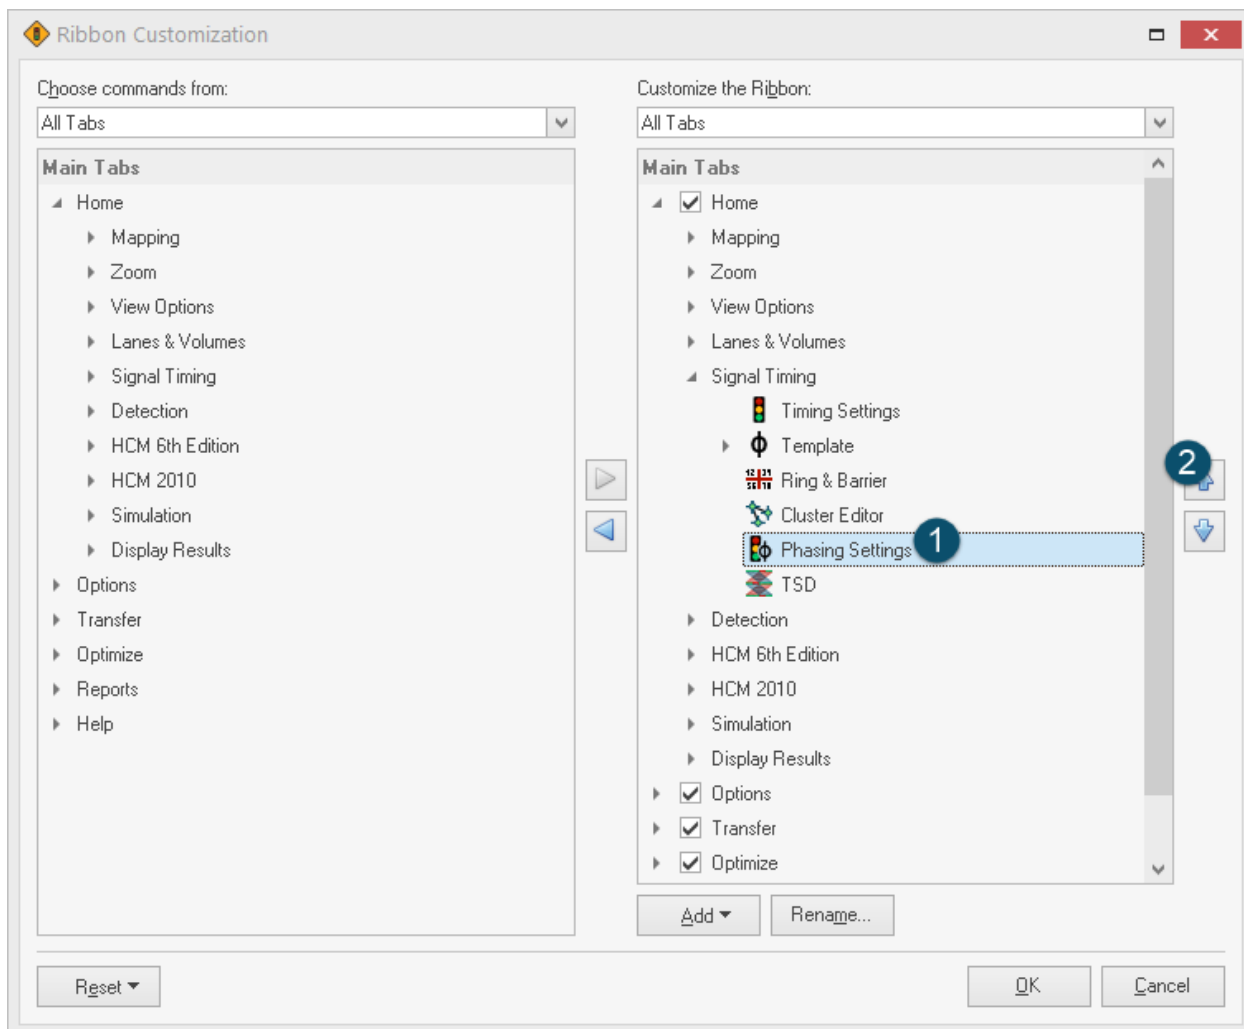 Ribbon Customization
Choose commands from:
All Tabs
Main Tabs
Home
Mapping
Zoom
View Options
Lanes & Volumes
Signal Timing
Detection
HCM 6th Edition
HCM 2010
Simulation
Display Results
Options
Transfer
Optimize
Reports
Help
Customize the Ribbon:
All Tabs
Main Tabs
Home
Mapping
Zoom
View Options
Lanes & Volumes
Signal Timing
Timing Settings
Template
Ring & Barrier
Cluster Editor
Phasing Settings 1
TSD
Detection
HCM 6th Edition
HCM 2010
Simulation
Display Results
Options
Transfer
Optimize
2
Add
Rename...
Reset
OK
Cancel